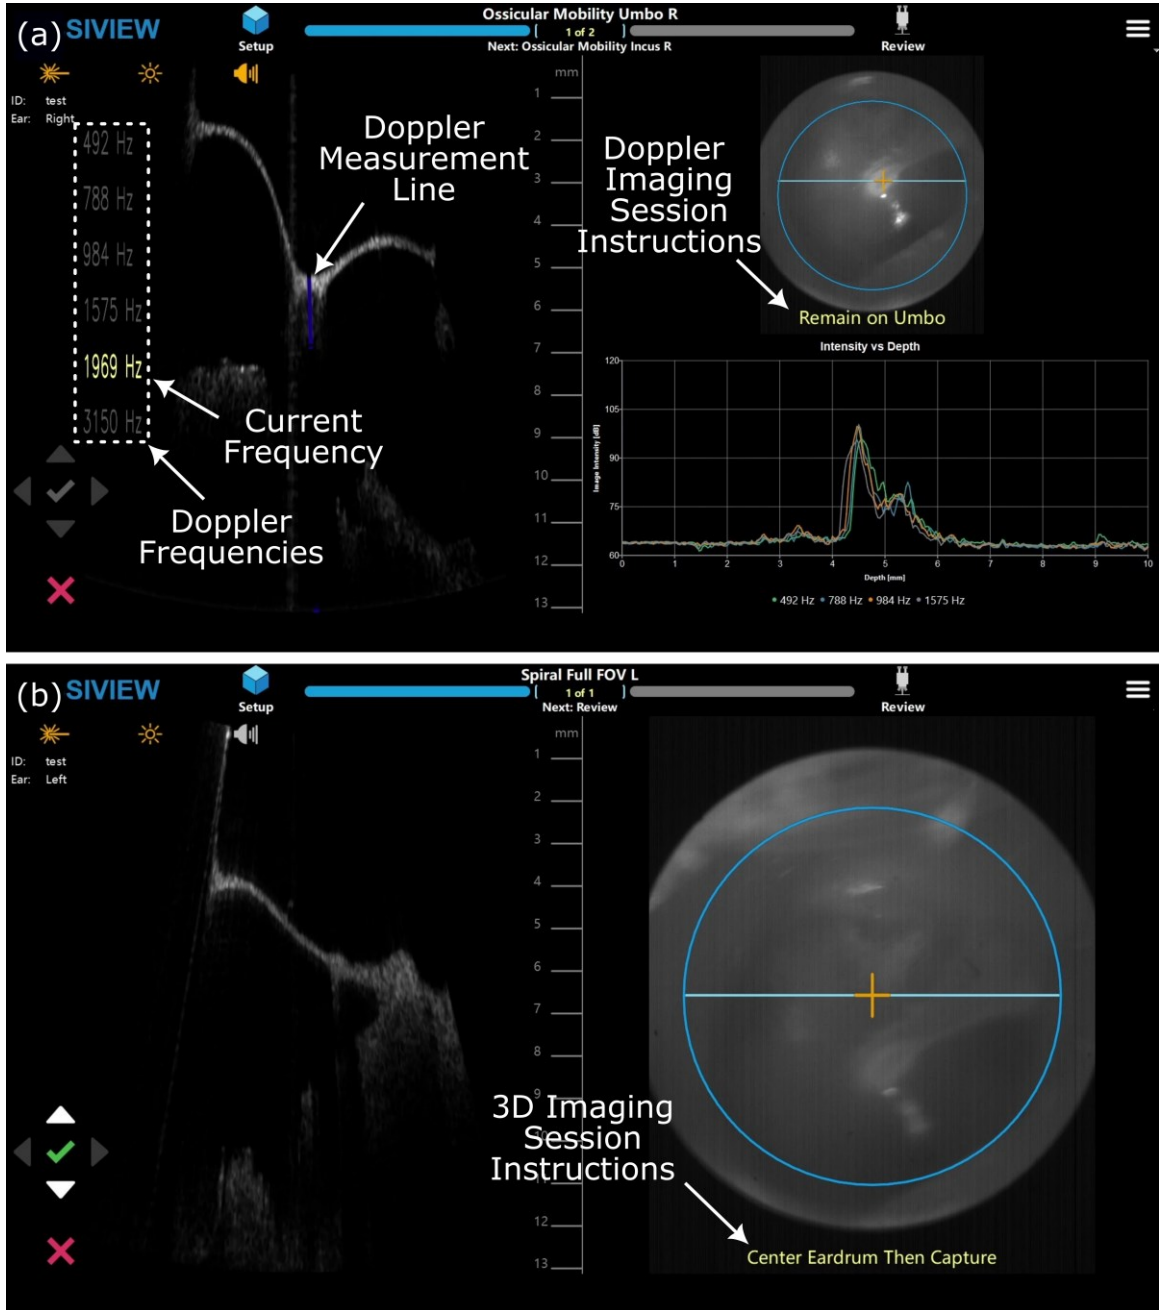 (a) SIVIEW
Setup
Ossicular Mobility Umbo R
1 of 2
Next: Ossicular Mobility Incus R
Review
ID: test
Ear: Right
492 Hz
788 Hz
984 Hz
1575 Hz
1969 Hz
3150 Hz
Doppler
Measurement
Line
Current
Frequency
Doppler
Frequencies
mm
1
2
3
4
5
6
7
8
9
10
11
12
13
Doppler
Imaging
Session
Instructions
Remain on Umbo
Intensity vs Depth
Image Intensity [dB]
120
105
90
75
60
0 1 2 3 4 5 6 7 8 9 10
Depth [mm]
492 Hz 788 Hz 984 Hz 1575 Hz
(b) SIVIEW
Setup
Spiral Full FOV L
1 of 1
Next: Review
Review
ID: test
Ear: Left
mm
1
2
3
4
5
6
7
8
9
10
11
12
13
3D Imaging
Session
Instructions
Center Eardrum Then Capture